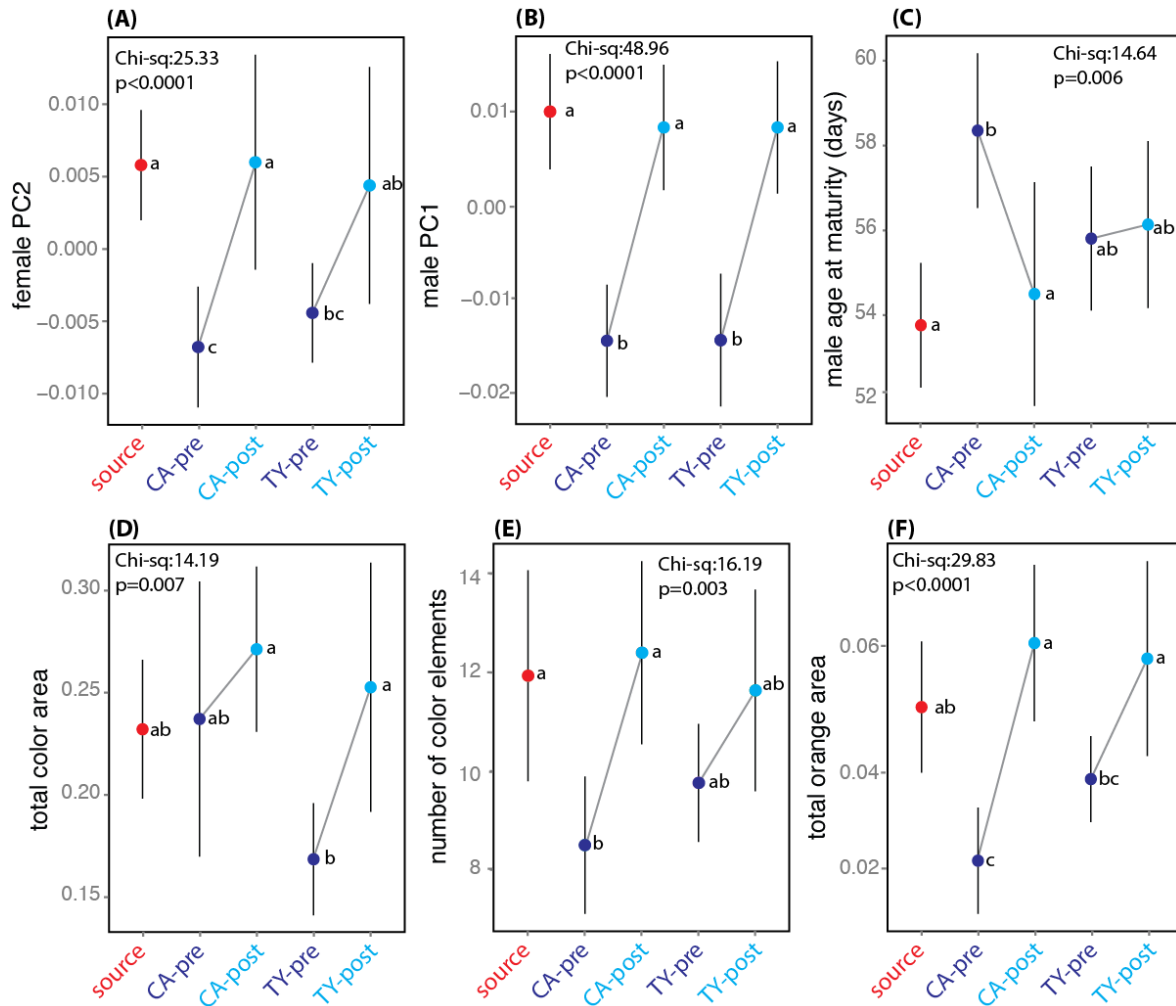 (A)
Chi-sq:25.33
p<0.0001
female PC2
0.010
0.005
0.000
−0.005
−0.010
a
c
a
bc
ab
source
CA-pre
CA-post
TY-pre
TY-post
(B)
Chi-sq:48.96
p<0.0001
male PC1
0.01
0.00
−0.01
−0.02
a
b
a
b
a
source
CA-pre
CA-post
TY-pre
TY-post
(C)
Chi-sq:14.64
p=0.006
male age at maturity (days)
60
58
56
54
52
a
b
a
ab
ab
source
CA-pre
CA-post
TY-pre
TY-post
(D)
Chi-sq:14.19
p=0.007
total color area
0.30
0.25
0.20
0.15
ab
ab
a
b
a
source
CA-pre
CA-post
TY-pre
TY-post
(E)
Chi-sq:16.19
p=0.003
number of color elements
14
12
10
8
a
b
a
ab
ab
source
CA-pre
CA-post
TY-pre
TY-post
(F)
Chi-sq:29.83
p<0.0001
total orange area
0.06
0.04
0.02
ab
c
a
bc
a
source
CA-pre
CA-post
TY-pre
TY-post